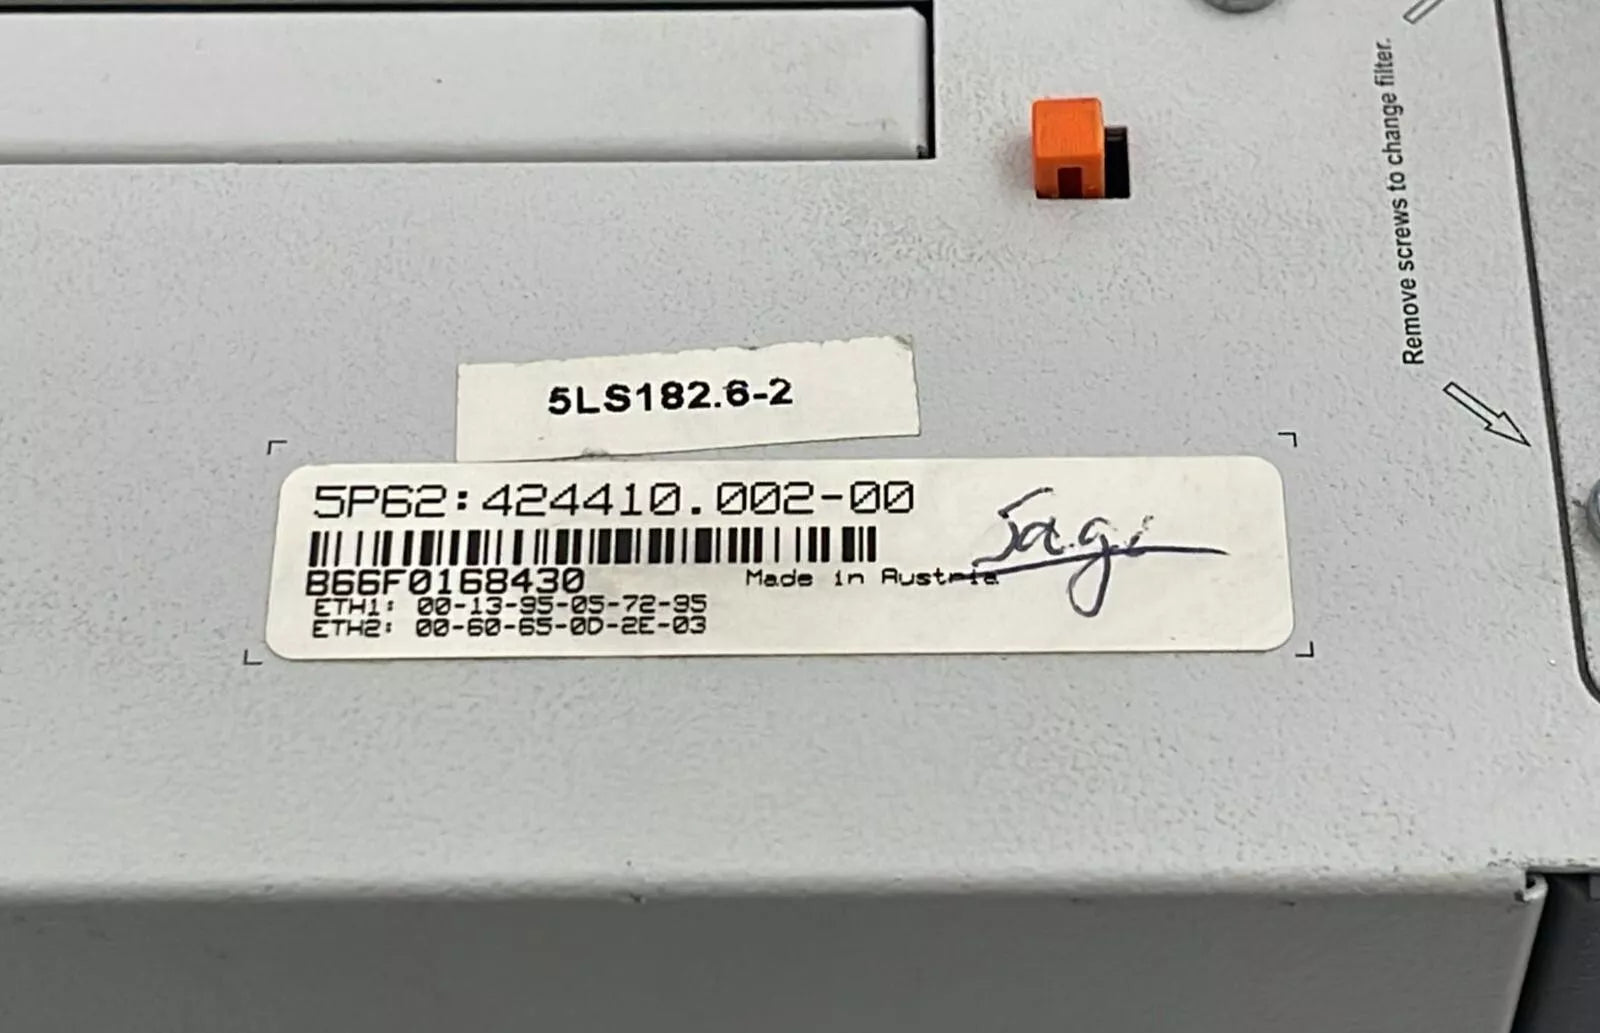 Remove screws to change filter.
5LS182.6-2
5P62:424410.002-00
B66F0168430
Made in Austria
ETH1: 00-13-95-05-72-95
ETH2: 00-60-65-0D-2E-03